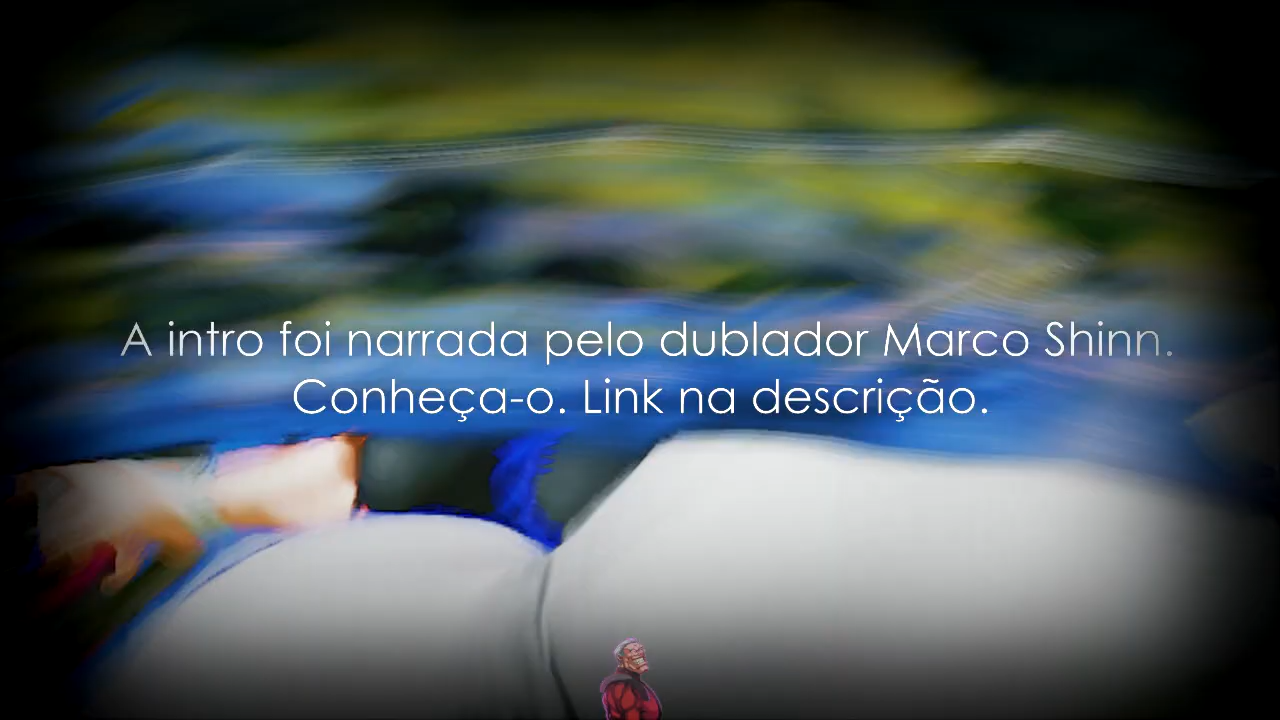 A intro foi narrada pelo dublador Marco Shinn.
Conheça-o. Link na descrição.